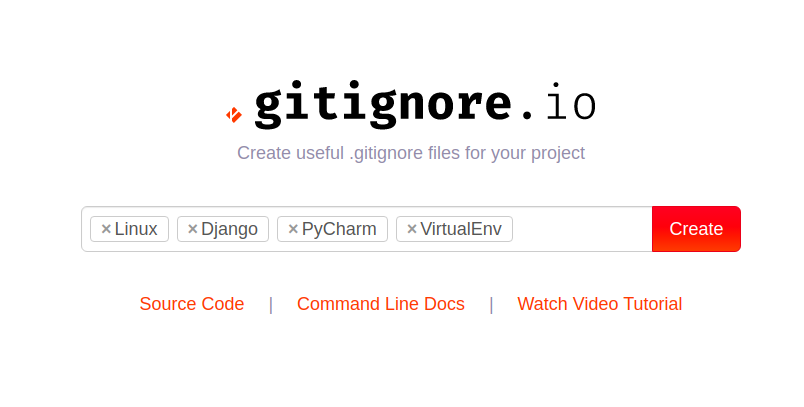 gitignore.io
Create useful .gitignore files for your project
×Linux ×Django ×PyCharm ×VirtualEnv Create
Source Code | Command Line Docs | Watch Video Tutorial